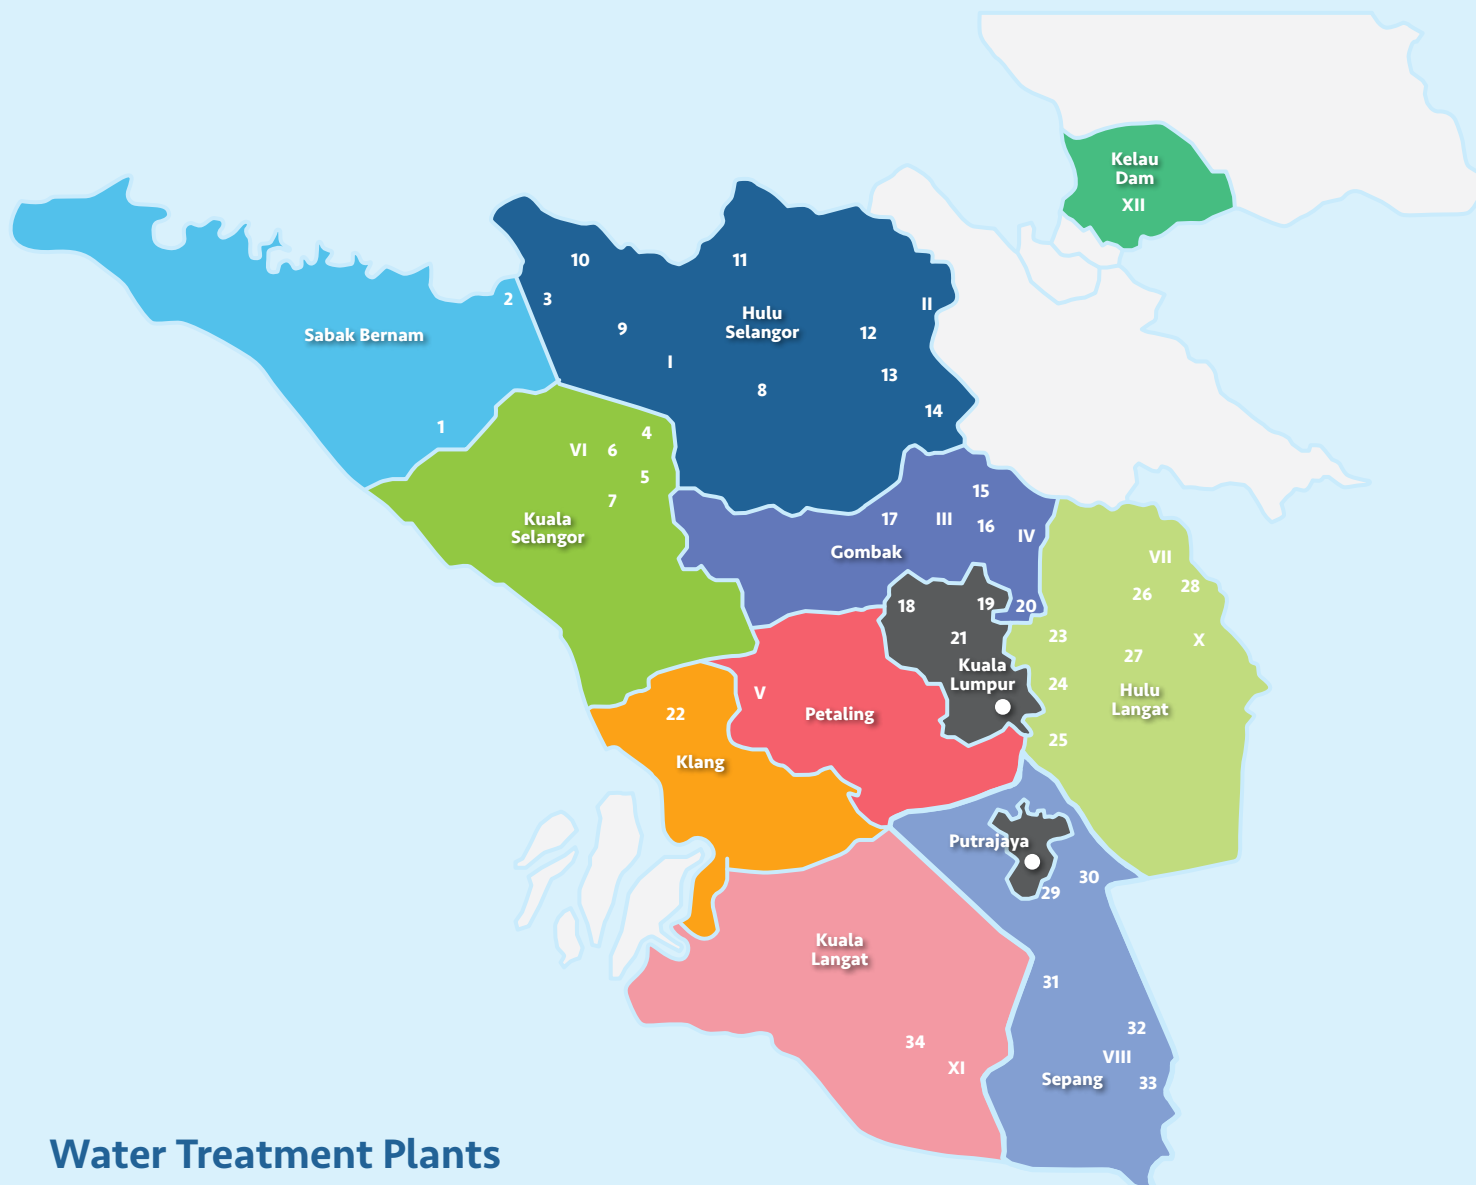 Kelau
Dam
XII
10
11
2
3
II
Hulu
Selangor
9
12
Sabak Bernam
I
13
8
14
1
4
VI
6
5
15
7
17
III
16
Kuala
Selangor
IV
Gombak
VII
28
26
18
19
20
21
23
X
27
Kuala
Lumpur
24
V
Hulu
Langat
22
Petaling
25
Klang
Putrajaya
30
29
Kuala
Langat
31
32
34
VIII
XI
Sepang
33
Water Treatment Plants